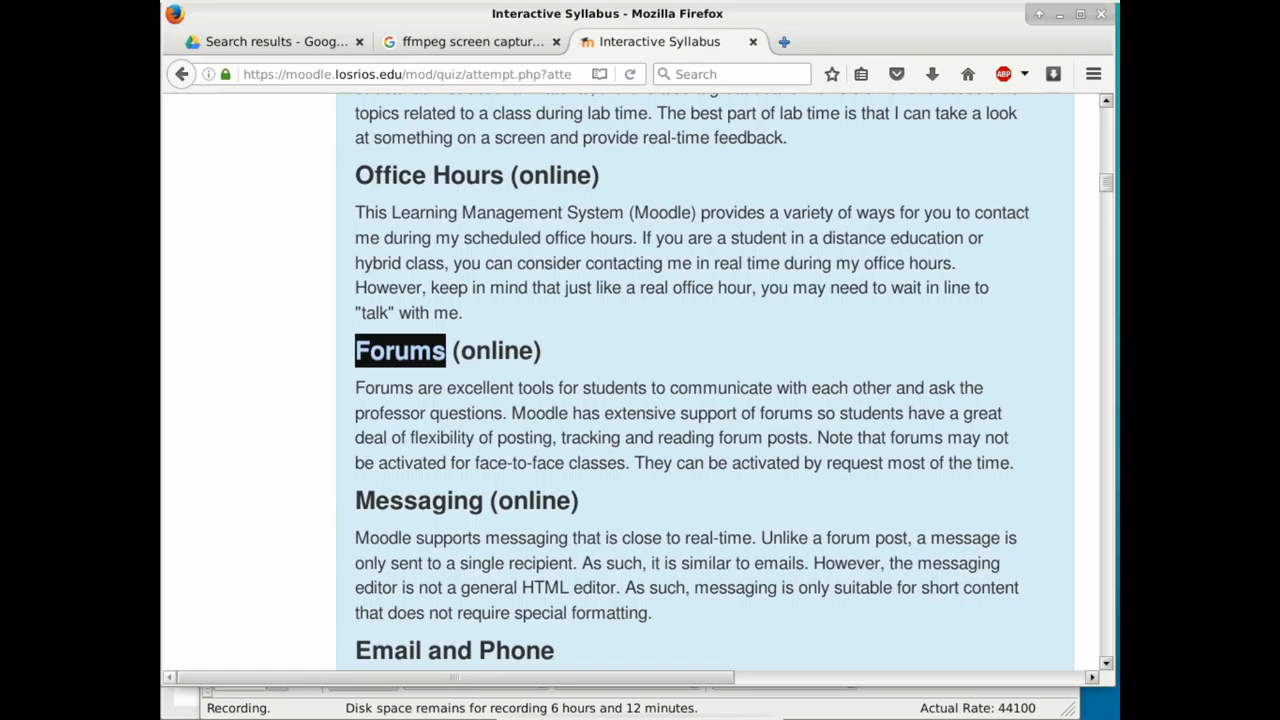 Interactive Syllabus - Mozilla Firefox
Search results - Goog...
ffmpeg screen captur...
Interactive Syllabus
https://moodle.losrios.edu/mod/quiz/attempt.php?atte
Search
ABP
topics related to a class during lab time. The best part of lab time is that I can take a look
at something on a screen and provide real-time feedback.
Office Hours (online)
This Learning Management System (Moodle) provides a variety of ways for you to contact
me during my scheduled office hours. If you are a student in a distance education or
hybrid class, you can consider contacting me in real time during my office hours.
However, keep in mind that just like a real office hour, you may need to wait in line to
"talk" with me.
Forums (online)
Forums are excellent tools for students to communicate with each other and ask the
professor questions. Moodle has extensive support of forums so students have a great
deal of flexibility of posting, tracking and reading forum posts. Note that forums may not
be activated for face-to-face classes. They can be activated by request most of the time.
Messaging (online)
Moodle supports messaging that is close to real-time. Unlike a forum post, a message is
only sent to a single recipient. As such, it is similar to emails. However, the messaging
editor is not a general HTML editor. As such, messaging is only suitable for short content
that does not require special formatting.
Email and Phone
Recording.
Disk space remains for recording 6 hours and 12 minutes.
Actual Rate: 44100